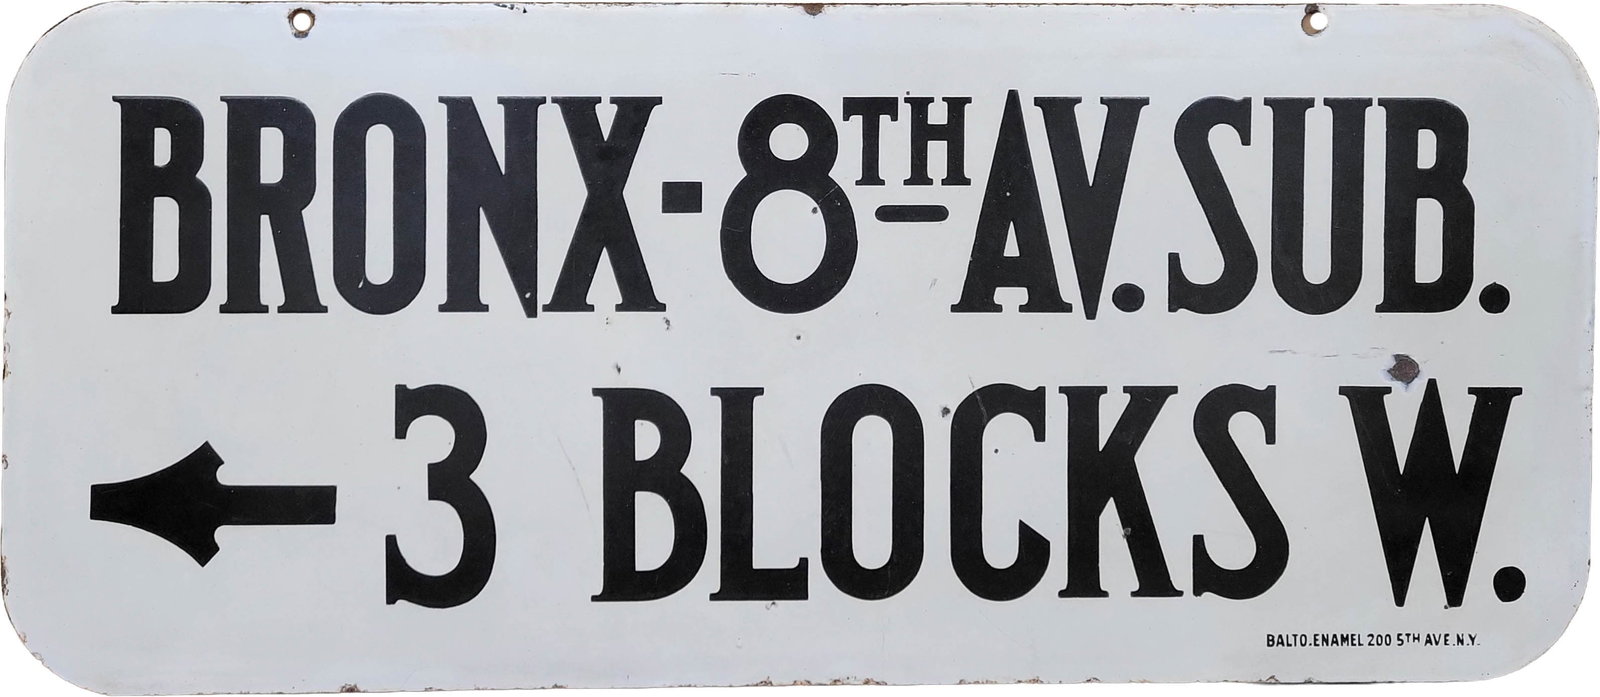 BRONX-8TH AV. SUB.
3 BLOCKS W.
BALTO. ENAMEL 200 5TH AVE. N.Y.